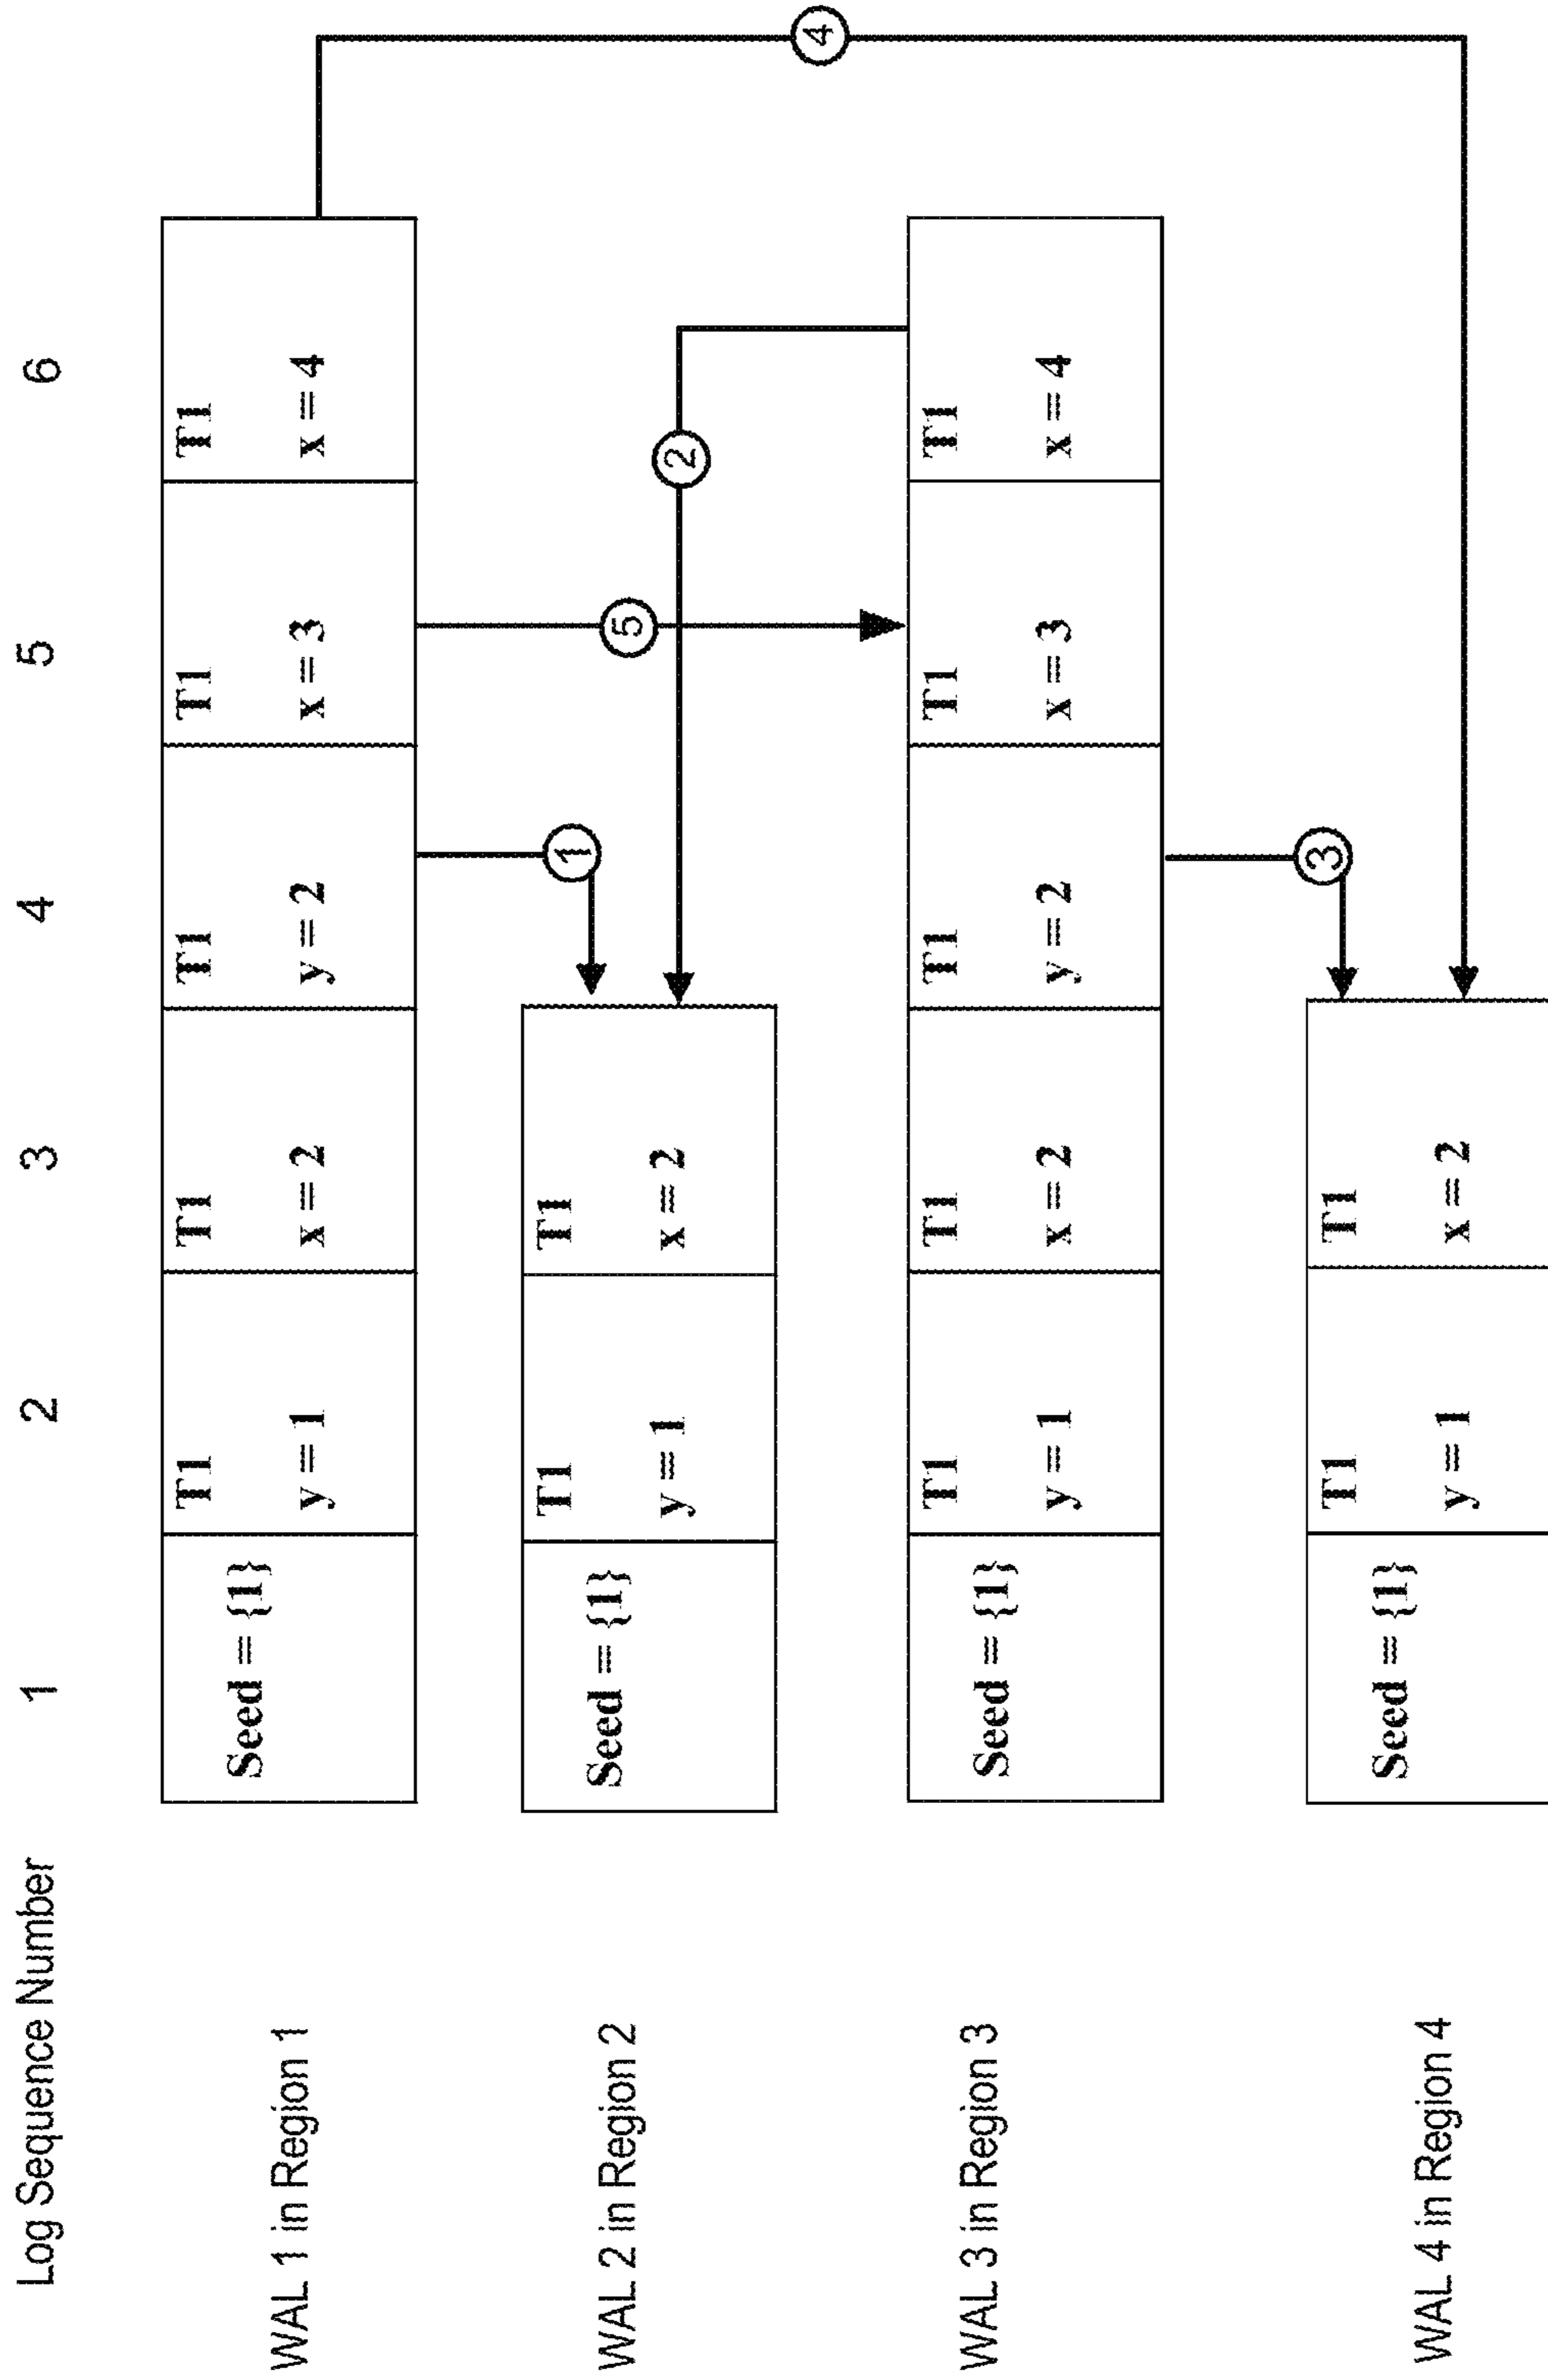 Log Sequence Number 1 2 3 4 5 6
WAL 1 in Region 1
Seed = {1}
T1
y = 1
T1
x = 2
T1
y = 2
T1
x = 3
T1
x = 4
1
5
2
4
WAL 2 in Region 2
Seed = {1}
T1
y = 1
T1
x = 2
WAL 3 in Region 3
Seed = {1}
T1
y = 1
T1
x = 2
T1
y = 2
T1
x = 3
T1
x = 4
3
WAL 4 in Region 4
Seed = {1}
T1
y = 1
T1
x = 2